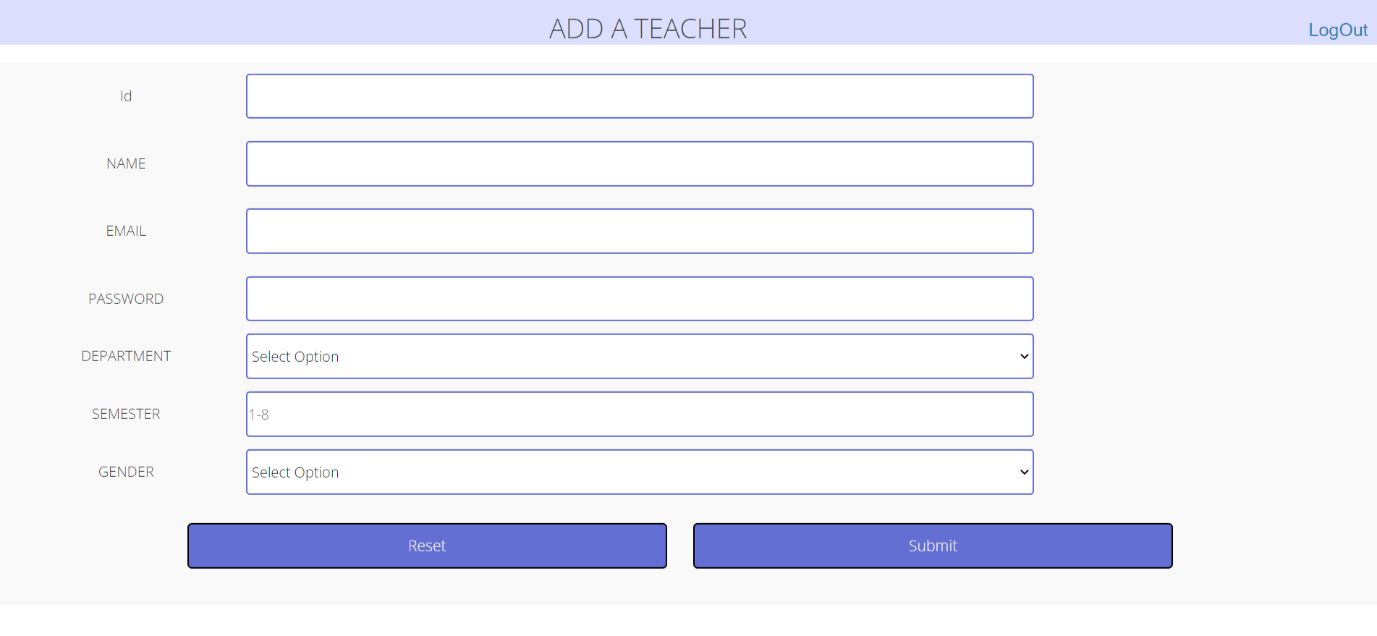 ADD A TEACHER
LogOut
Id
NAME
EMAIL
PASSWORD
DEPARTMENT Select Option
SEMESTER 1-8
GENDER Select Option
Reset Submit